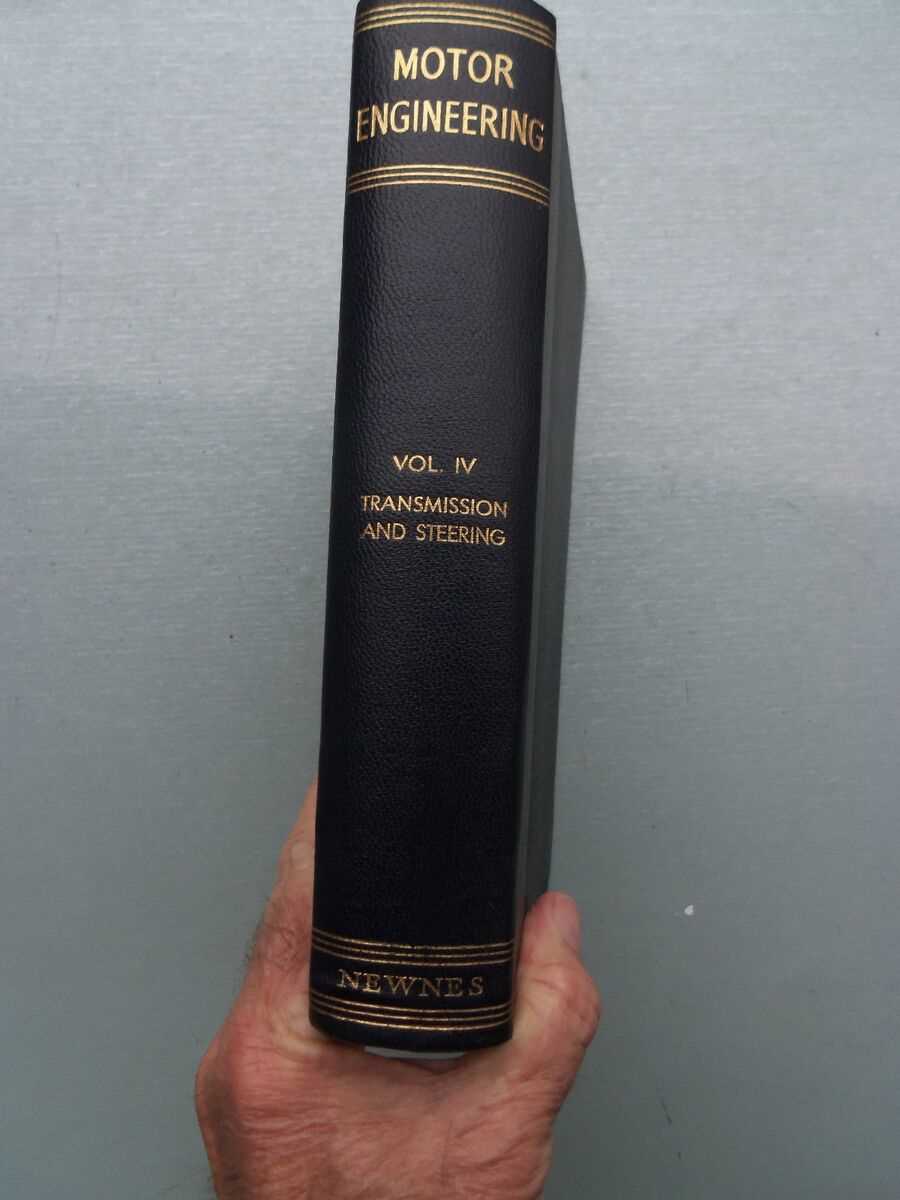 MOTOR
ENGINEERING
VOL. IV
TRANSMISSION
AND STEERING
NEWNES